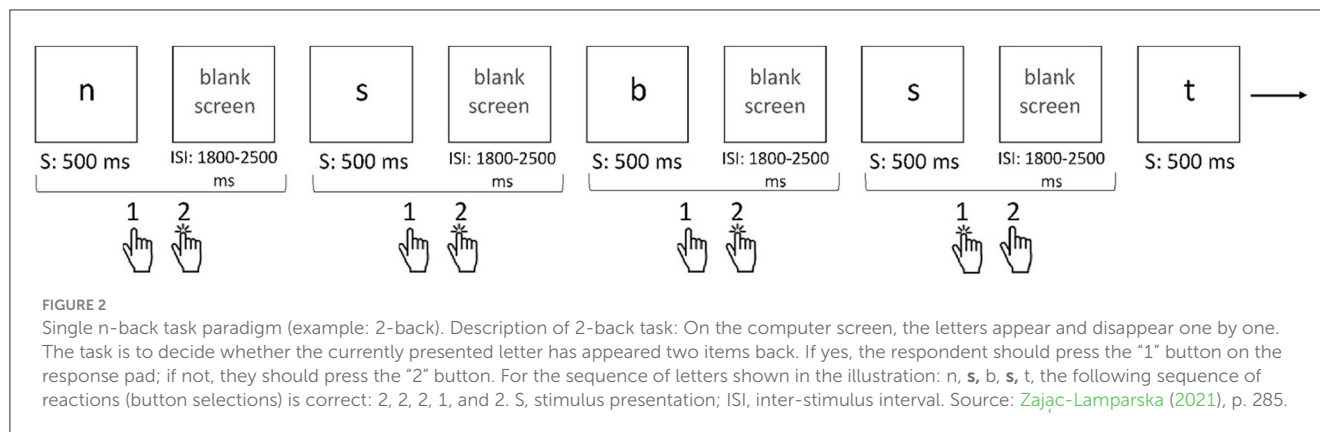 n
blank
screen
s
blank
screen
b
blank
screen
s
blank
screen
t
S: 500 ms
ISI: 1800-2500
ms
S: 500 ms
ISI: 1800-2500
ms
S: 500 ms
ISI: 1800-2500
ms
S: 500 ms
ISI: 1800-2500
ms
S: 500 ms
1 2
1 2
1 2
1 2
FIGURE 2
Single n-back task paradigm (example: 2-back). Description of 2-back task: On the computer screen, the letters appear and disappear one by one.
The task is to decide whether the currently presented letter has appeared two items back. If yes, the respondent should press the “1” button on the
response pad; if not, they should press the “2” button. For the sequence of letters shown in the illustration: n, s, b, s, t, the following sequence of
reactions (button selections) is correct: 2, 2, 2, 1, and 2. S, stimulus presentation; ISI, inter-stimulus interval. Source: Zając-Lamparska (2021), p. 285.